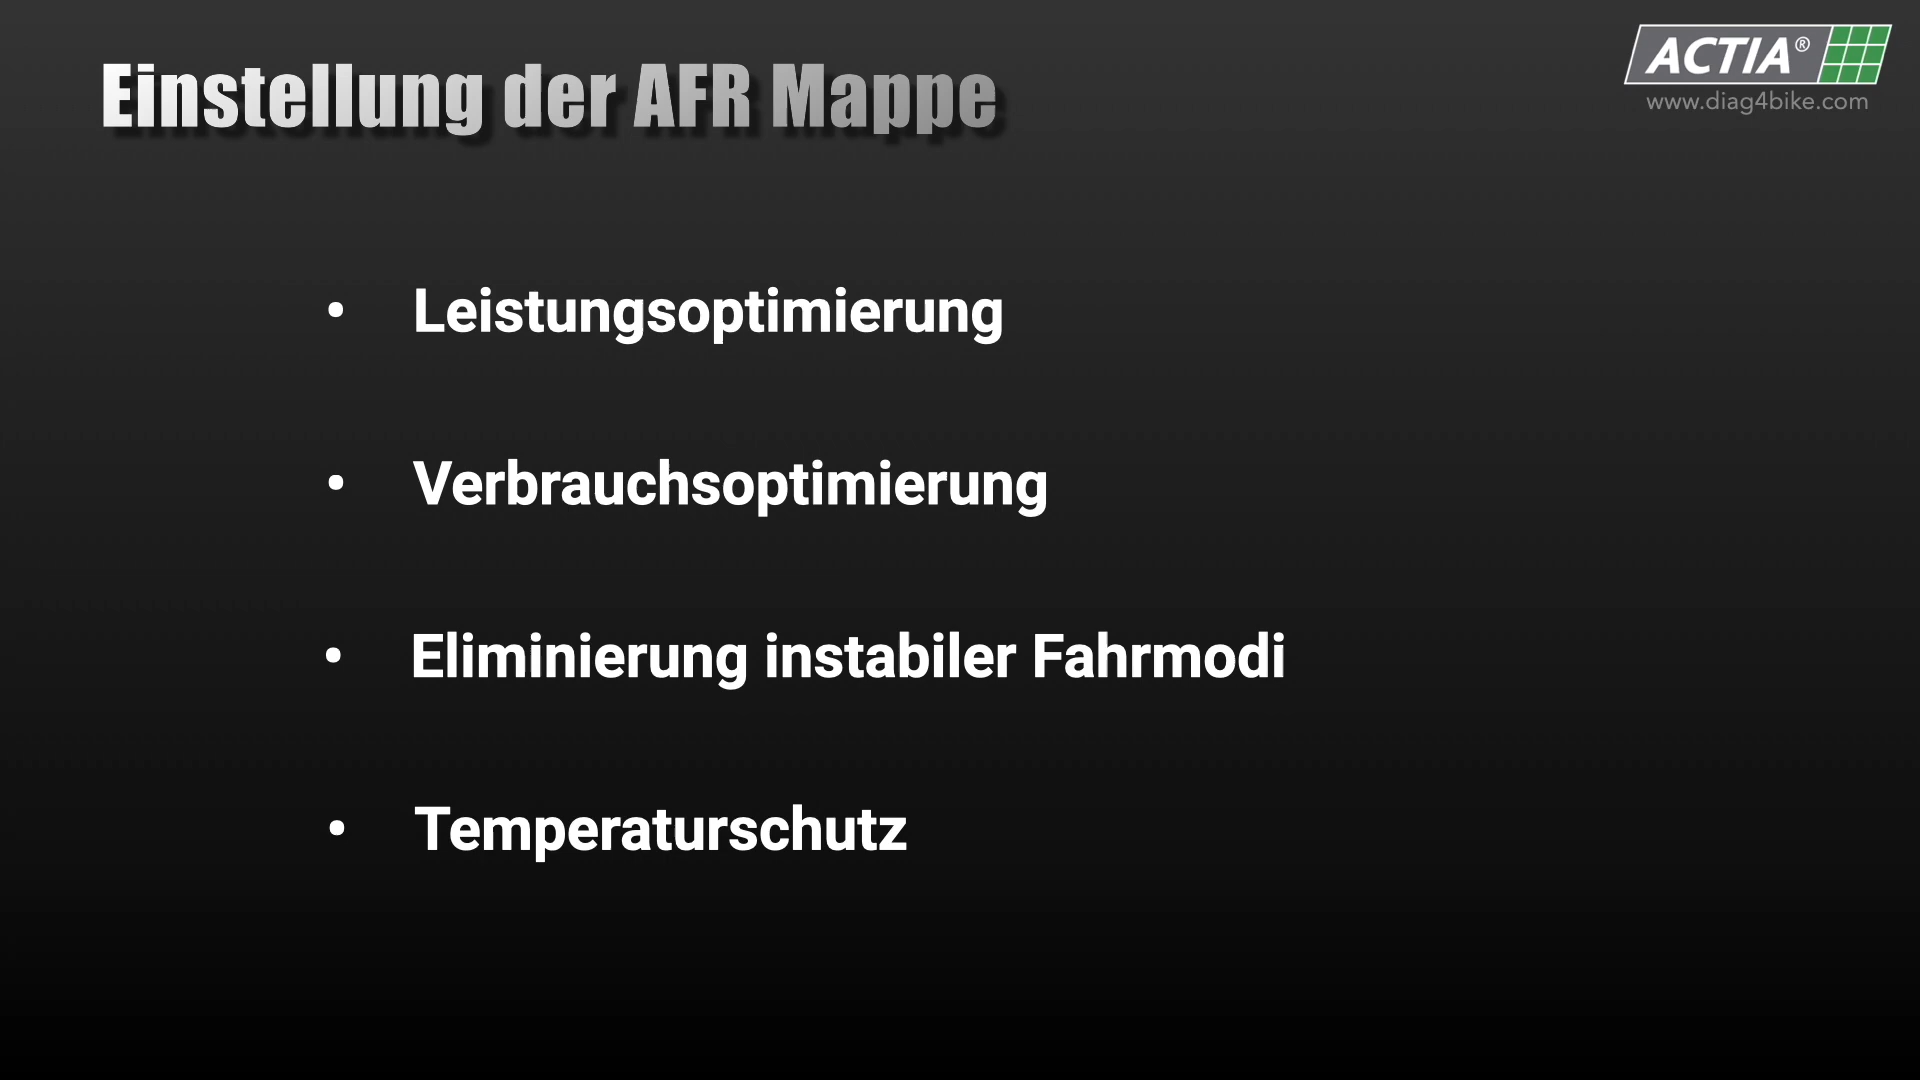 Einstellung der AFR Mappe
ACTIA®
www.diag4bike.com
• Leistungsoptimierung
• Verbrauchsoptimierung
• Eliminierung instabiler Fahrmodi
• Temperaturschutz